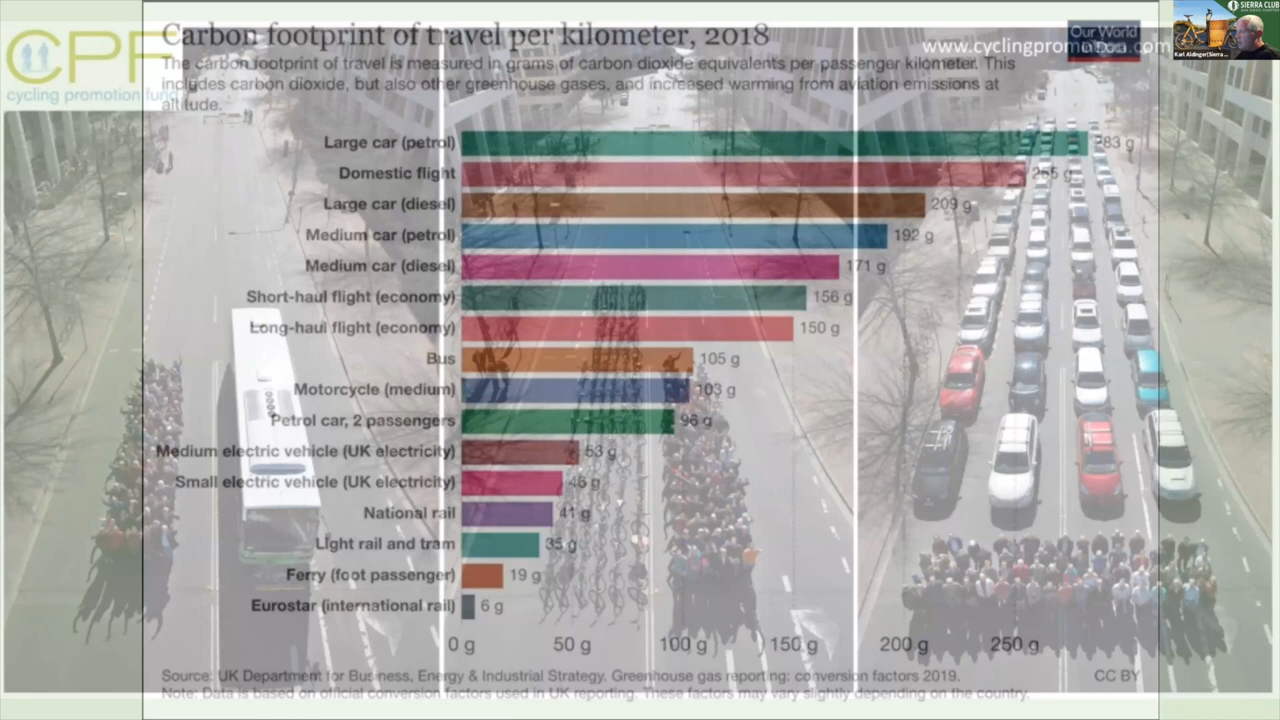 Carbon footprint of travel per kilometer, 2018
Our World
in Data
www.cyclingpromotion.com
CPF
cycling promotion fund
The carbon footprint of travel is measured in grams of carbon dioxide equivalents per passenger kilometer. This
includes carbon dioxide, but also other greenhouse gases, and increased warming from aviation emissions at
altitude.
SIERRA CLUB
Karl Aldinger(Sierra...
Large car (petrol) 283 g
Domestic flight 255 g
Large car (diesel) 209 g
Medium car (petrol) 192 g
Medium car (diesel) 171 g
Short-haul flight (economy) 156 g
Long-haul flight (economy) 150 g
Bus 105 g
Motorcycle (medium) 103 g
Petrol car, 2 passengers 96 g
Medium electric vehicle (UK electricity) 53 g
Small electric vehicle (UK electricity) 46 g
National rail 41 g
Light rail and tram 35 g
Ferry (foot passenger) 19 g
Eurostar (international rail) 6 g
0 g 50 g 100 g 150 g 200 g 250 g
Source: UK Department for Business, Energy & Industrial Strategy. Greenhouse gas reporting: conversion factors 2019. CC BY
Note: Data is based on official conversion factors used in UK reporting. These factors may vary slightly depending on the country.